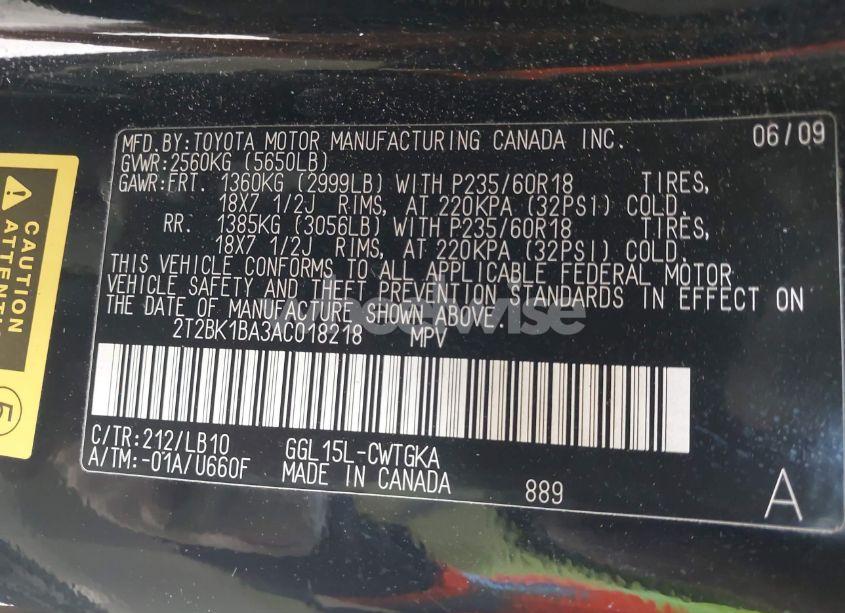 MFD. BY: TOYOTA MOTOR MANUFACTURING CANADA INC. 06/09
GVWR: 2560KG (5650LB)
GAWR: FRT. 1360KG (2999LB) WITH P235/60R18 TIRES,
18X7 1/2J RIMS, AT 220KPA (32PSI) COLD.
RR. 1385KG (3056LB) WITH P235/60R18 TIRES,
18X7 1/2J RIMS, AT 220KPA (32PSI) COLD.
THIS VEHICLE CONFORMS TO ALL APPLICABLE FEDERAL MOTOR
VEHICLE SAFETY AND THEFT PREVENTION STANDARDS IN EFFECT ON
THE DATE OF MANUFACTURE SHOWN ABOVE.
2T2BK1BA3AC018218 MPV
C/TR: 212/LB10 GGL15L-CWTGKA
A/TM: -01A/U660F MADE IN CANADA 889 A
CAUTION
wheelwise